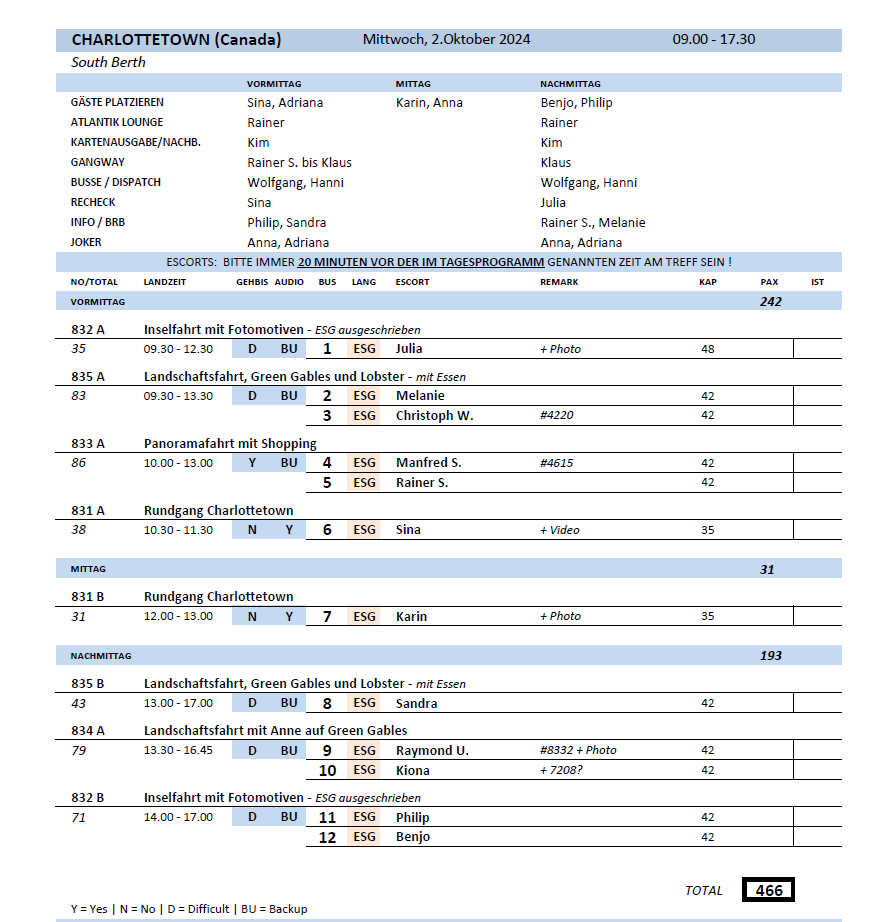 CHARLOTTETOWN (Canada) Mittwoch, 2.Oktober 2024 09.00 - 17.30
South Berth
VORMITTAG MITTAG NACHMITTAG
GÄSTE PLATZIEREN Sina, Adriana Karin, Anna Benjo, Philip
ATLANTIK LOUNGE Rainer Rainer
KARTENAUSGABE/NACHB. Kim Kim
GANGWAY Rainer S. bis Klaus Klaus
BUSSE / DISPATCH Wolfgang, Hanni Wolfgang, Hanni
RECHECK Sina Julia
INFO / BRB Philip, Sandra Rainer S., Melanie
JOKER Anna, Adriana Anna, Adriana
ESCORTS: BITTE IMMER 20 MINUTEN VOR DER IM TAGESPROGRAMM GENANNTEN ZEIT AM TREFF SEIN !
NO/TOTAL LANDZEIT GEHBIS AUDIO BUS LANG ESCORT REMARK KAP PAX IST
VORMITTAG 242
832 A Inselfahrt mit Fotomotiven - ESG ausgeschrieben
35 09.30 - 12.30 D BU 1 ESG Julia + Photo 48
835 A Landschaftsfahrt, Green Gables und Lobster - mit Essen
83 09.30 - 13.30 D BU 2 ESG Melanie 42
3 ESG Christoph W. #4220 42
833 A Panoramafahrt mit Shopping
86 10.00 - 13.00 Y BU 4 ESG Manfred S. #4615 42
5 ESG Rainer S. 42
831 A Rundgang Charlottetown
38 10.30 - 11.30 N Y 6 ESG Sina + Video 35
MITTAG 31
831 B Rundgang Charlottetown
31 12.00 - 13.00 N Y 7 ESG Karin + Photo 35
NACHMITTAG 193
835 B Landschaftsfahrt, Green Gables und Lobster - mit Essen
43 13.00 - 17.00 D BU 8 ESG Sandra 42
834 A Landschaftsfahrt mit Anne auf Green Gables
79 13.30 - 16.45 D BU 9 ESG Raymond U. #8332 + Photo 42
10 ESG Kiona + 7208? 42
832 B Inselfahrt mit Fotomotiven - ESG ausgeschrieben
71 14.00 - 17.00 D BU 11 ESG Philip 42
12 ESG Benjo 42
TOTAL 466
Y = Yes | N = No | D = Difficult | BU = Backup